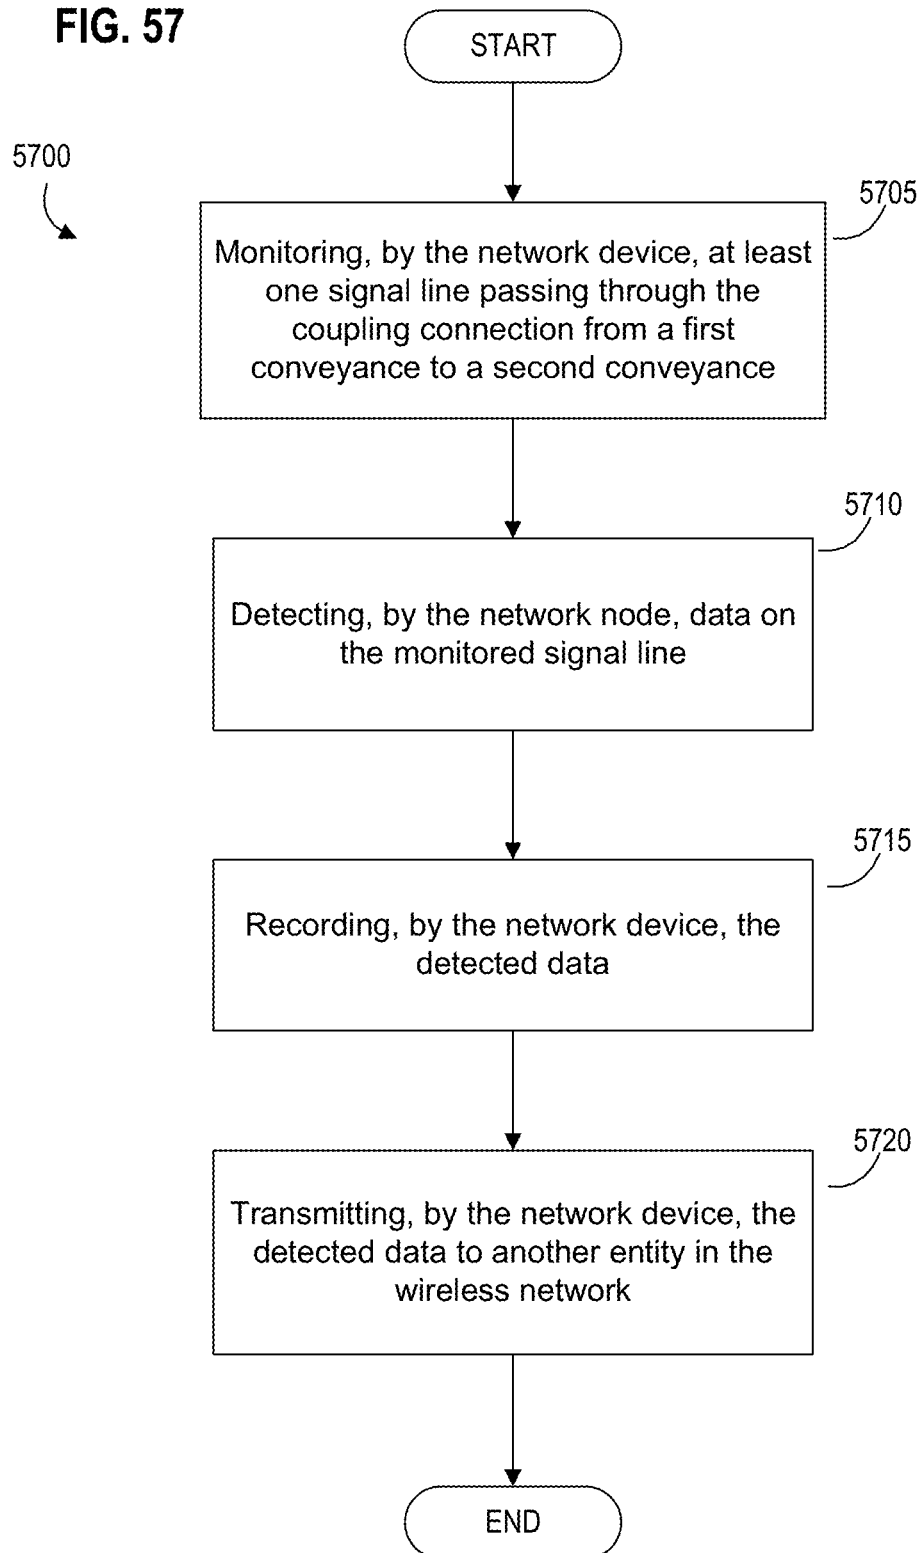 FIG. 57
START
5700
5705
Monitoring, by the network device, at least
one signal line passing through the
coupling connection from a first
conveyance to a second conveyance
5710
Detecting, by the network node, data on
the monitored signal line
5715
Recording, by the network device, the
detected data
5720
Transmitting, by the network device, the
detected data to another entity in the
wireless network
END